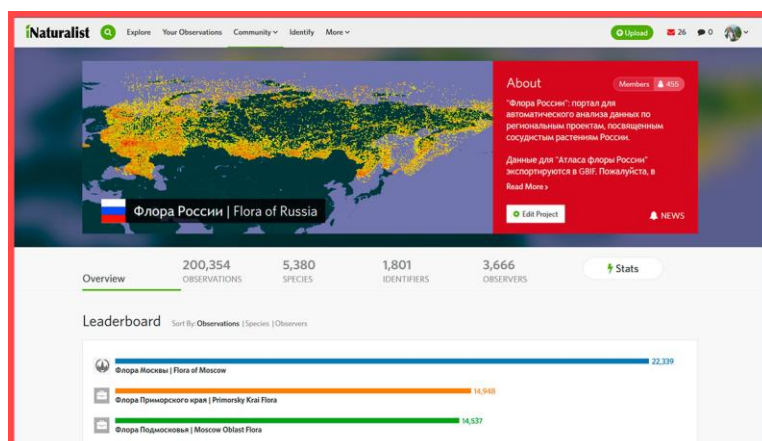 iNaturalist Explore Your Observations Community Identify More Upload 26 0
About Members 455
"Флора России": портал для
автоматического анализа данных по
региональным проектам, посвященным
сосудистым растениям России.
Данные для "Атласа флоры России"
экспортируются в GBIF. Пожалуйста, в
Read More >
Флора России | Flora of Russia
Edit Project NEWS
Overview
200,354
OBSERVATIONS
5,380
SPECIES
1,801
IDENTIFIERS
3,666
OBSERVERS
Stats
Leaderboard Sort By: Observations | Species | Observers
22,339
Флора Москвы | Flora of Moscow
14,948
Флора Приморского края | Primorsky Krai Flora
14,537
Флора Подмосковья | Moscow Oblast Flora